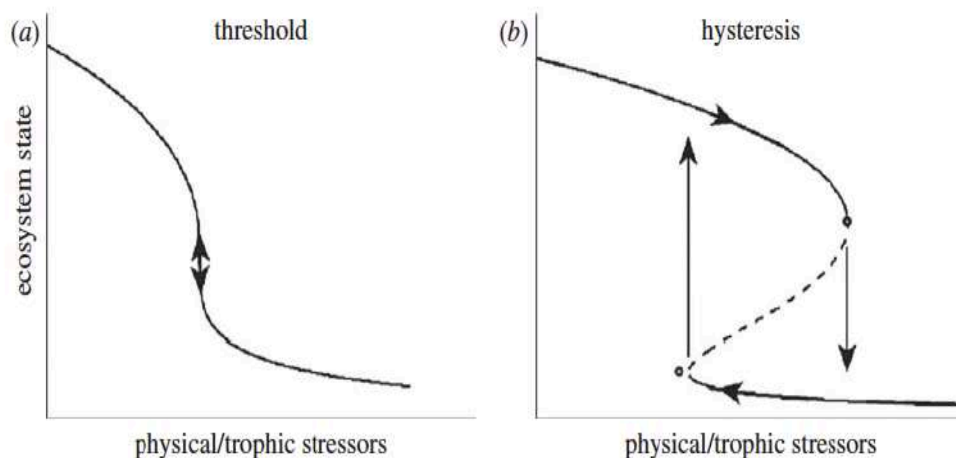 (a) threshold
(b) hysteresis
ecosystem state
physical/trophic stressors
physical/trophic stressors